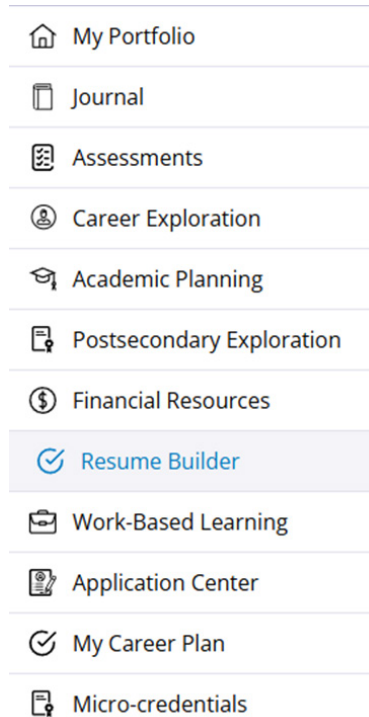 My Portfolio
Journal
Assessments
Career Exploration
Academic Planning
Postsecondary Exploration
Financial Resources
Resume Builder
Work-Based Learning
Application Center
My Career Plan
Micro-credentials